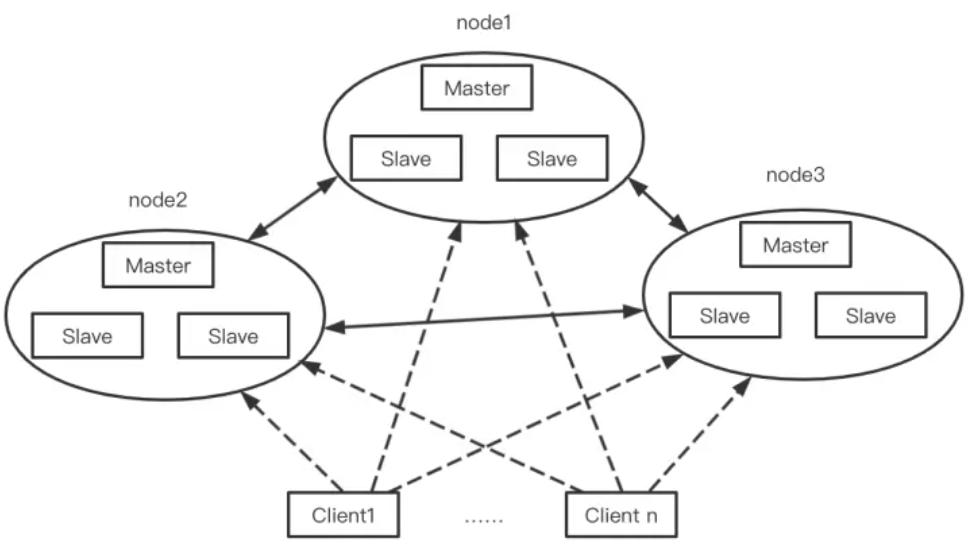 node1
Master
Slave
Slave
node2
Master
Slave
Slave
node3
Master
Slave
Slave
Client1
......
Client n